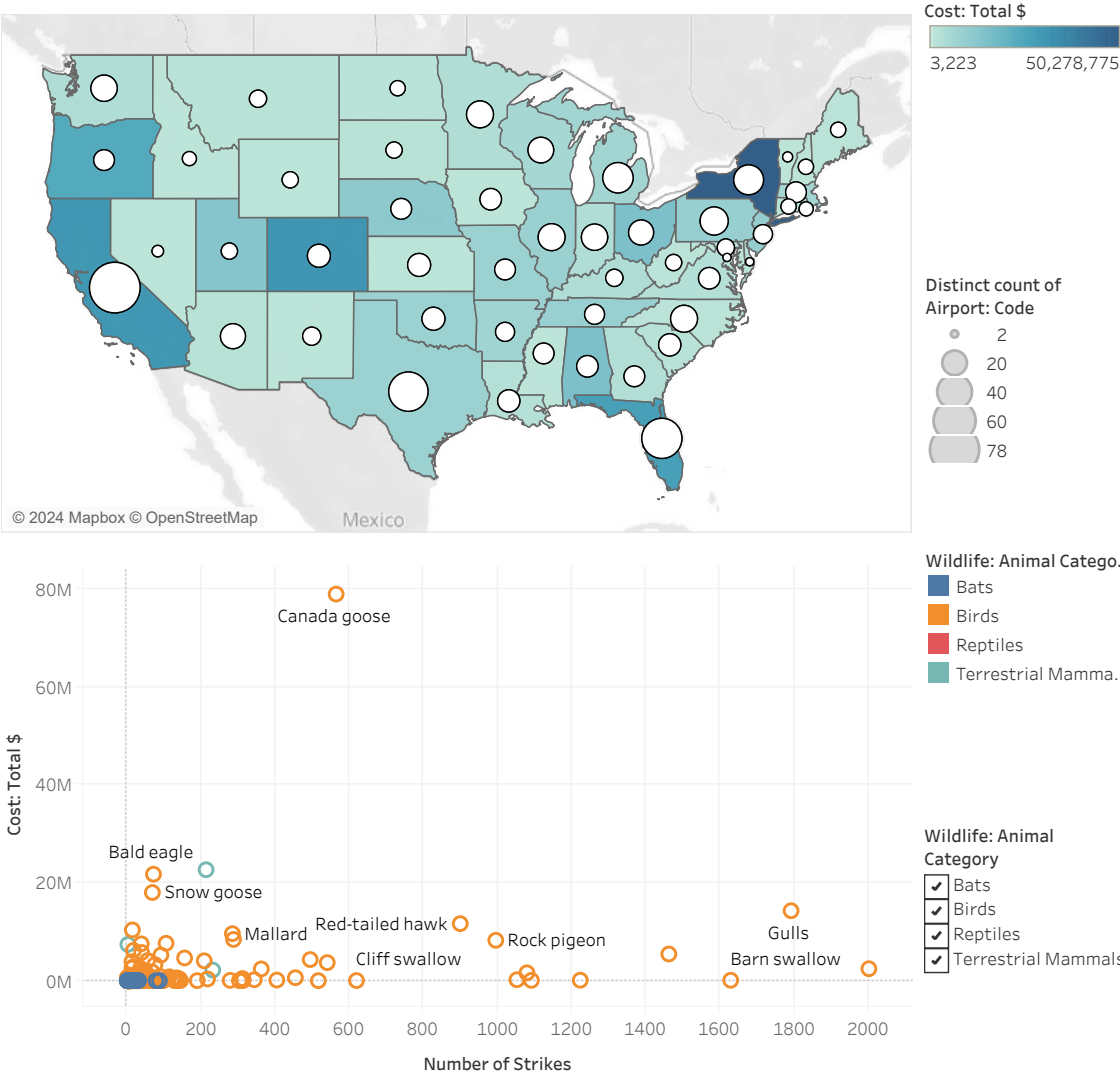 Cost: Total $
3,223 50,278,775
Distinct count of
Airport: Code
2
20
40
60
78
© 2024 Mapbox © OpenStreetMap
Mexico
Wildlife: Animal Catego.
Bats
Birds
Reptiles
Terrestrial Mamma.
80M
60M
40M
20M
0M
Cost: Total $
Canada goose
Bald eagle
Snow goose
Mallard
Red-tailed hawk
Rock pigeon
Cliff swallow
Gulls
Barn swallow
0 200 400 600 800 1000 1200 1400 1600 1800 2000
Number of Strikes
Wildlife: Animal
Category
Bats
Birds
Reptiles
Terrestrial Mammals